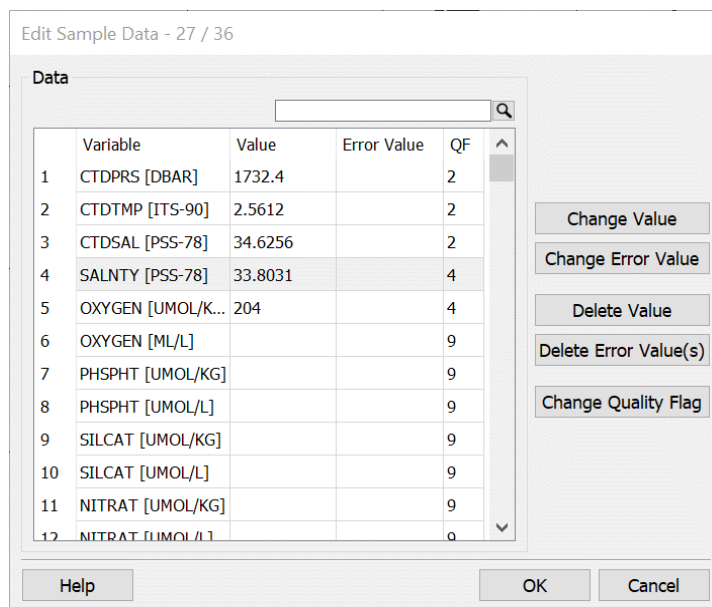 Edit Sample Data - 27 / 36
Data
Variable Value Error Value QF
1 CTDPRS [DBAR] 1732.4 2
2 CTDTMP [ITS-90] 2.5612 2
3 CTDSAL [PSS-78] 34.6256 2
4 SALNTY [PSS-78] 33.8031 4
5 OXYGEN [UMOL/K... 204 4
6 OXYGEN [ML/L] 9
7 PHSPHT [UMOL/KG] 9
8 PHSPHT [UMOL/L] 9
9 SILCAT [UMOL/KG] 9
10 SILCAT [UMOL/L] 9
11 NITRAT [UMOL/KG] 9
12 NITRAT [UMOL/L] 9
Change Value
Change Error Value
Delete Value
Delete Error Value(s)
Change Quality Flag
Help OK Cancel